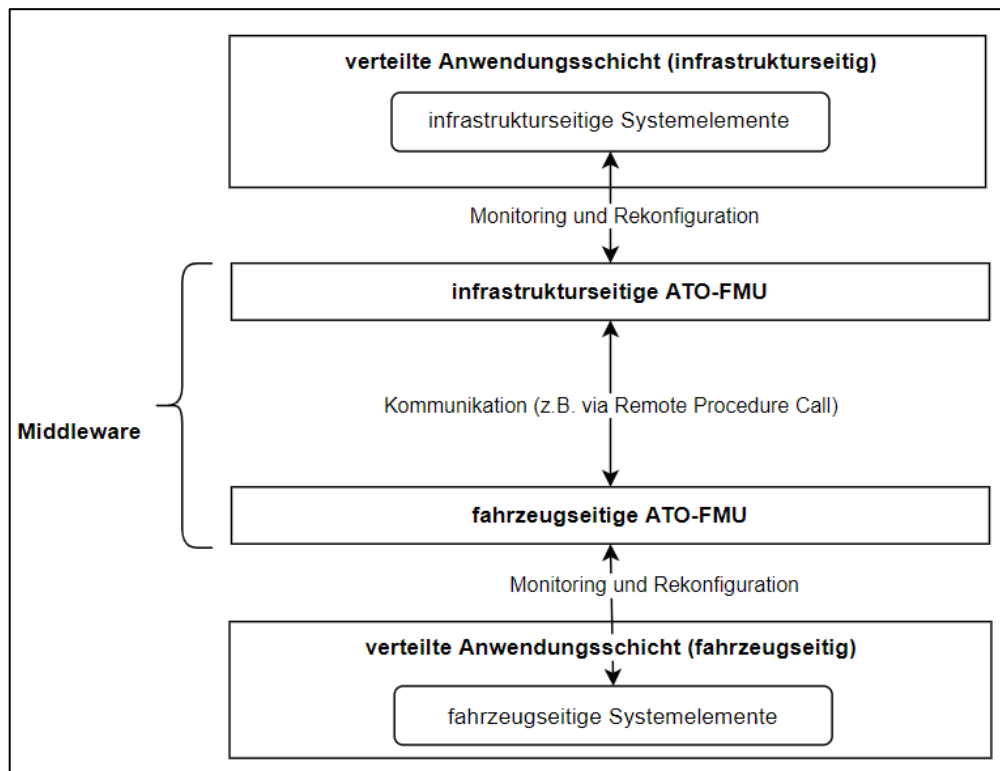 verteilte Anwendungsschicht (infrastrukturseitig)
infrastrukturseitige Systemelemente
Monitoring und Rekonfiguration
infrastrukturseitige ATO-FMU
Kommunikation (z.B. via Remote Procedure Call)
Middleware
fahrzeugseitige ATO-FMU
Monitoring und Rekonfiguration
verteilte Anwendungsschicht (fahrzeugseitig)
fahrzeugseitige Systemelemente